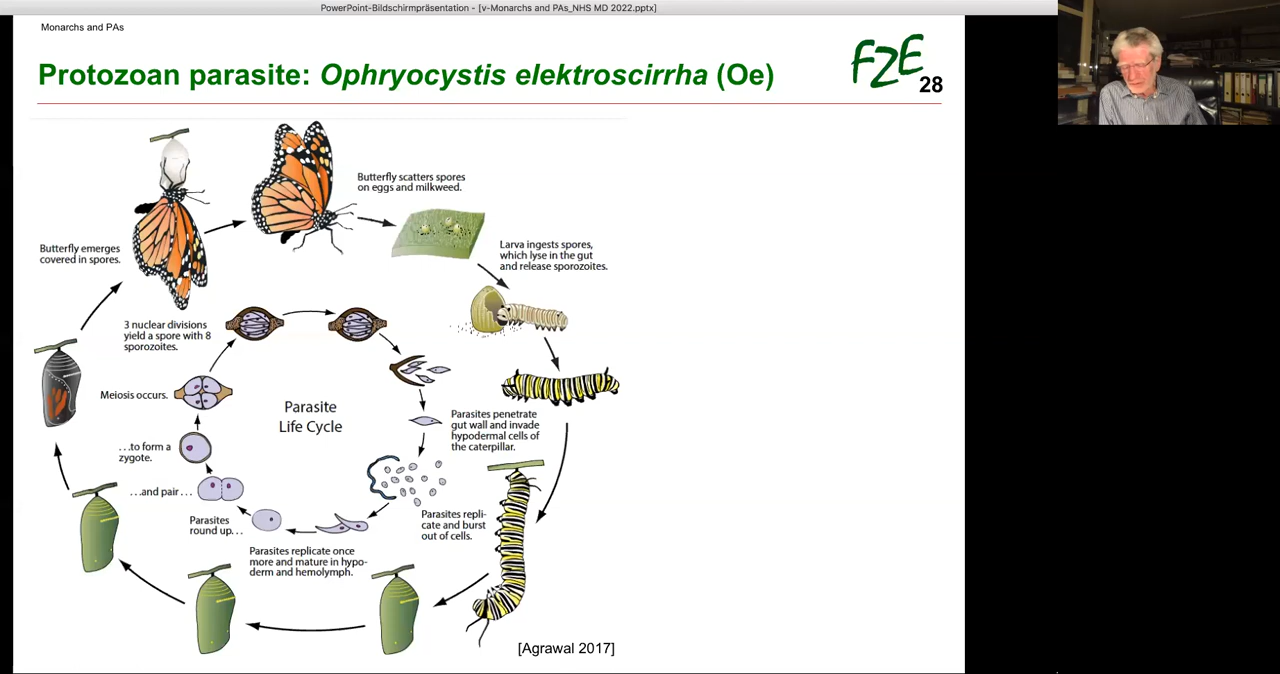 PowerPoint-Bildschirmpräsentation - [v-Monarchs and PAs_NHS MD 2022.pptx]
Monarchs and PAs
Protozoan parasite: Ophryocystis elektroscirrha (Oe)
FZE
28
Butterfly scatters spores
on eggs and milkweed.
Butterfly emerges
covered in spores.
Larva ingests spores,
which lyse in the gut
and release sporozoites.
3 nuclear divisions
yield a spore with 8
sporozoites.
Meiosis occurs.
Parasite
Life Cycle
Parasites penetrate
gut wall and invade
hypodermal cells of
the caterpillar.
...to form a
zygote.
...and pair...
Parasites
round up...
Parasites repli-
cate and burst
out of cells.
Parasites replicate once
more and mature in hypo-
derm and hemolymph.
[Agrawal 2017]